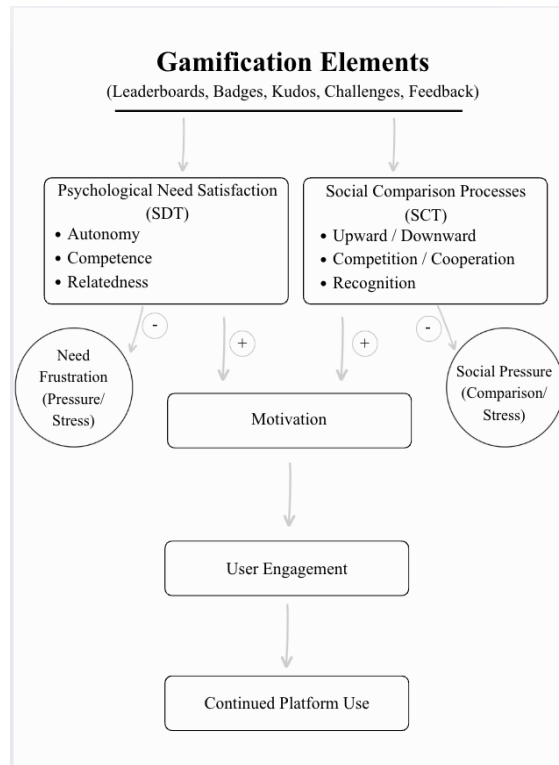 Gamification Elements
(Leaderboards, Badges, Kudos, Challenges, Feedback)
Psychological Need Satisfaction
(SDT)
• Autonomy
• Competence
• Relatedness
Social Comparison Processes
(SCT)
• Upward / Downward
• Competition / Cooperation
• Recognition
-
+
+
-
Need
Frustration
(Pressure/
Stress)
Motivation
Social Pressure
(Comparison/
Stress)
User Engagement
Continued Platform Use